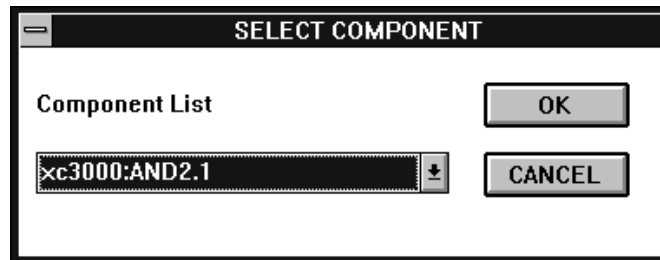 SELECT COMPONENT
Component List
OK
xc3000:AND2.1
CANCEL